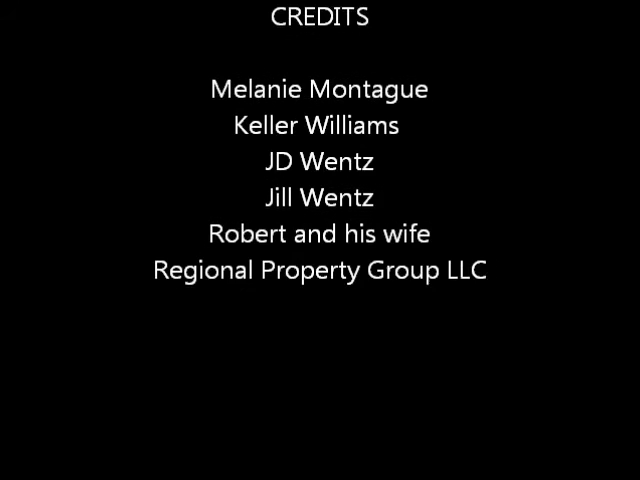 CREDITS
Melanie Montague
Keller Williams
JD Wentz
Jill Wentz
Robert and his wife
Regional Property Group LLC